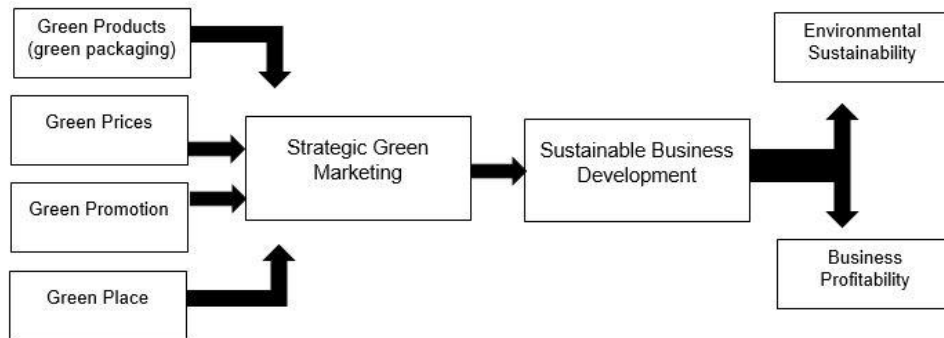 Green Products
(green packaging)
Green Prices
Green Promotion
Green Place
Strategic Green
Marketing
Sustainable Business
Development
Environmental
Sustainability
Business
Profitability